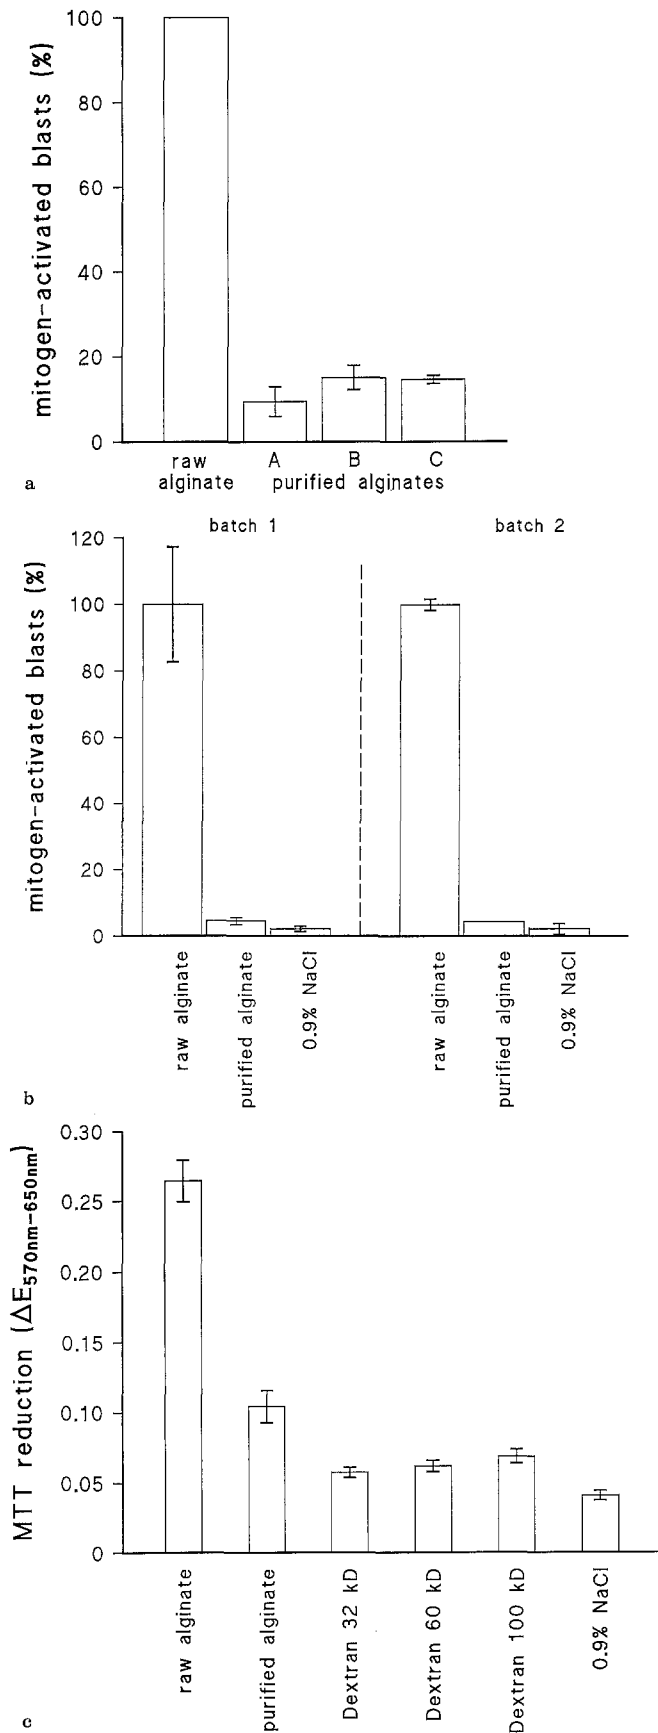 mitogen-activated blasts (%)
100
80
60
40
20
0
raw alginate
A B C
purified alginates
a
batch 1 batch 2
mitogen-activated blasts (%)
120
100
80
60
40
20
0
raw alginate
purified alginate
0.9% NaCl
raw alginate
purified alginate
0.9% NaCl
b
MTT reduction (ΔE570nm-650nm)
0.30
0.25
0.20
0.15
0.10
0.05
0
raw alginate
purified alginate
Dextran 32 kD
Dextran 60 kD
Dextran 100 kD
0.9% NaCl
c